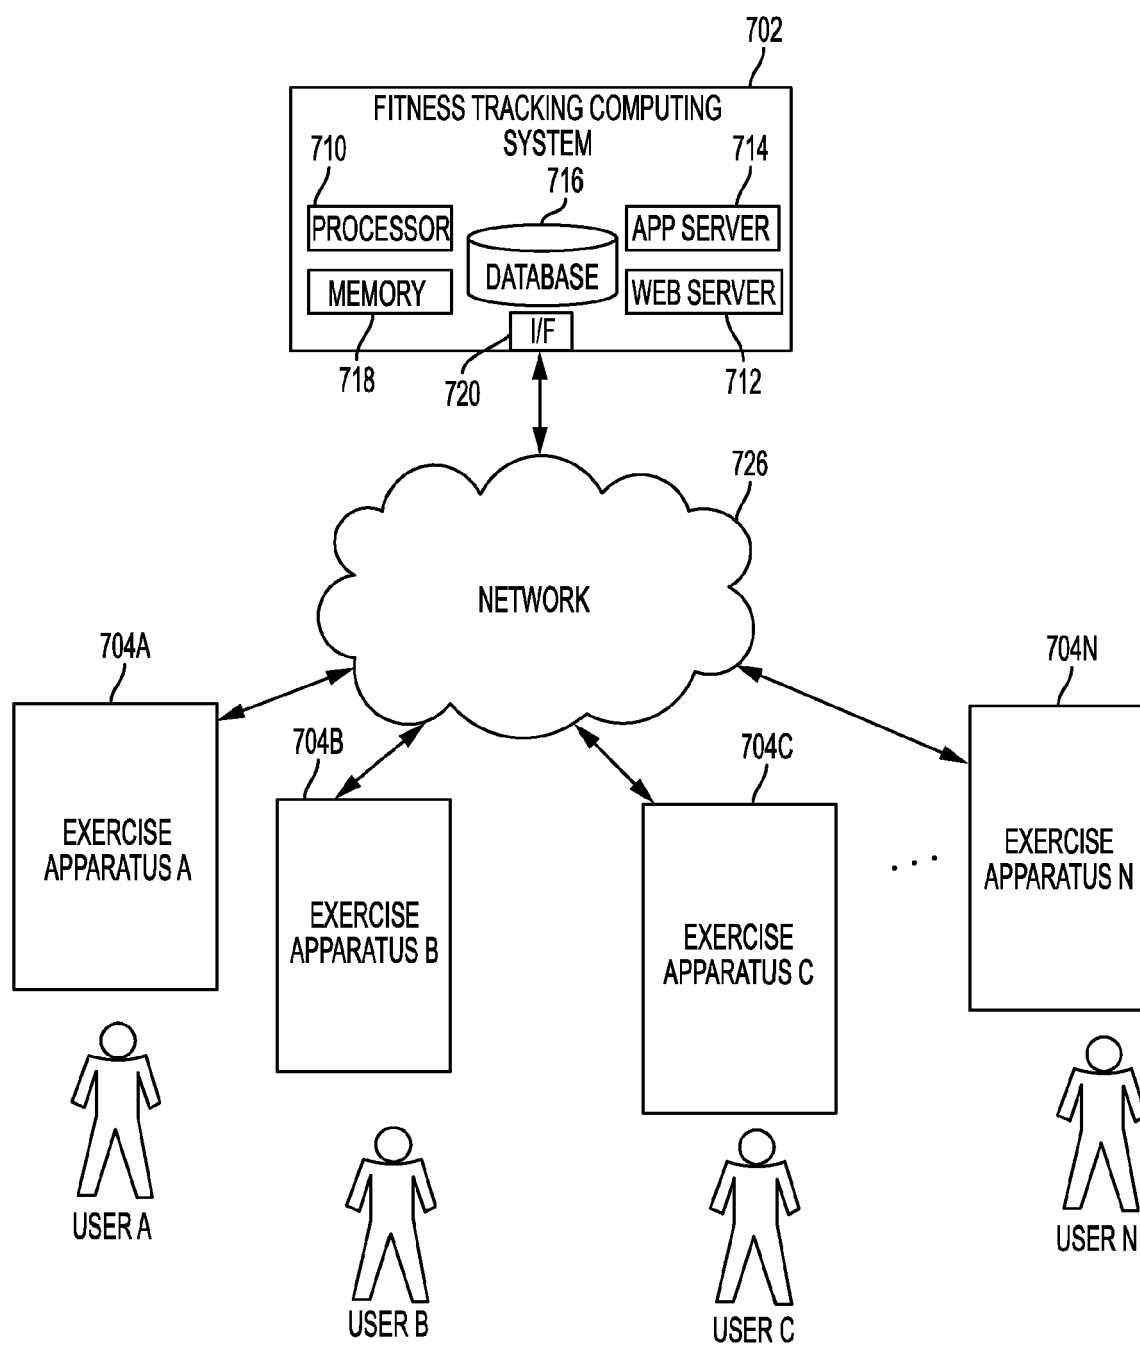 702
FITNESS TRACKING COMPUTING
SYSTEM
710
714
716
PROCESSOR
APP SERVER
DATABASE
MEMORY
WEB SERVER
I/F
718
720
712
726
NETWORK
704A
704N
704B
704C
EXERCISE
APPARATUS A
EXERCISE
APPARATUS B
EXERCISE
APPARATUS C
. . .
EXERCISE
APPARATUS N
USER A
USER B
USER C
USER N